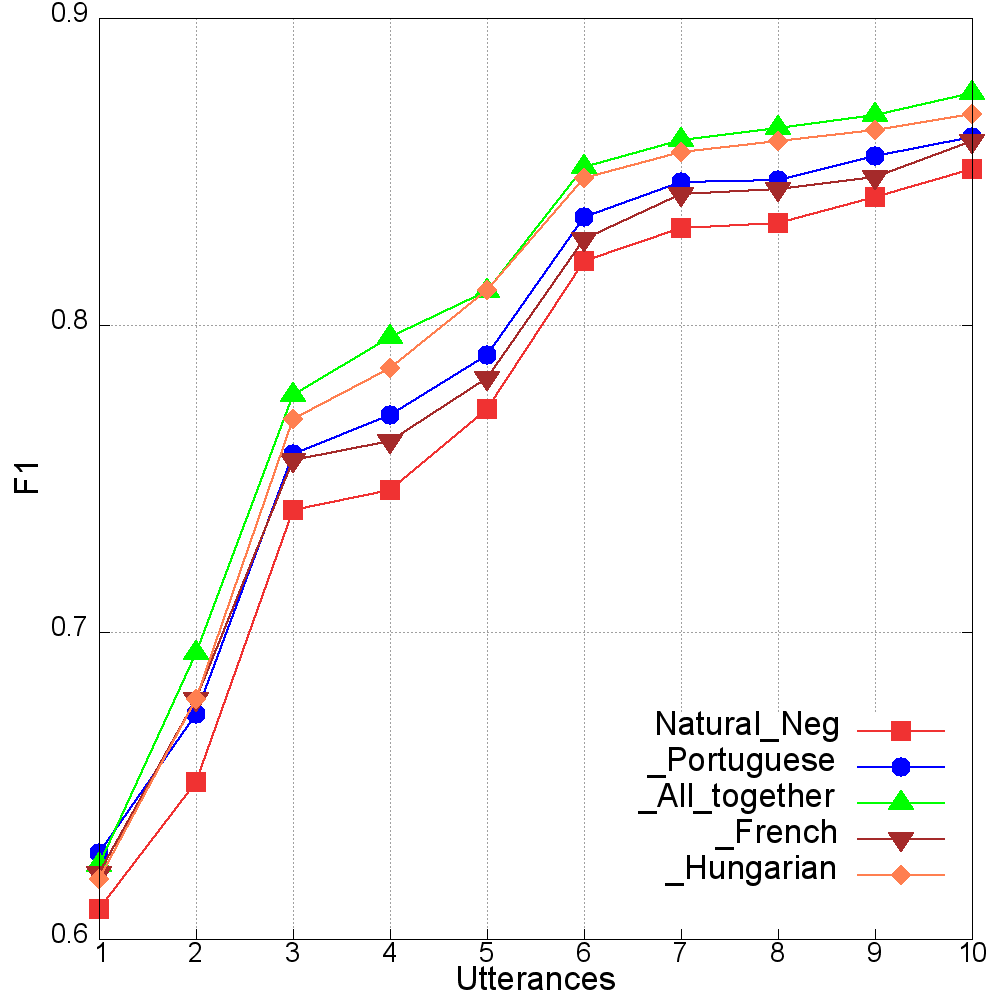 0.9
0.8
0.7
0.6
F1
Natural_Neg
_Portuguese
_All_together
_French
_Hungarian
1 2 3 4 5 6 7 8 9 10
Utterances